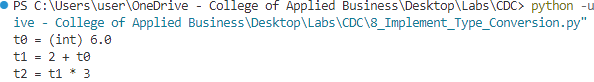 PS C:\Users\user\OneDrive - College of Applied Business\Desktop\Labs\CDC> python -u
ive - College of Applied Business\Desktop\Labs\CDC\8_Implement_Type_Conversion.py"
t0 = (int) 6.0
t1 = 2 + t0
t2 = t1 * 3